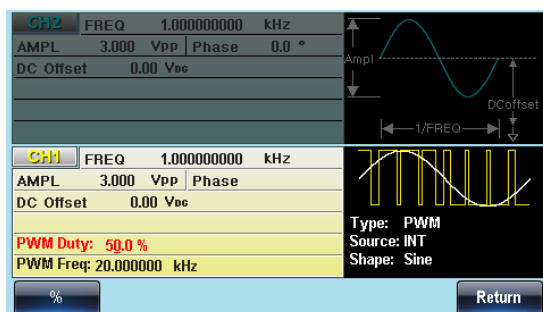 CH2 FREQ 1.000000000 kHz
AMPL 3.000 Vpp Phase 0.0 °
DC Offset 0.00 VDC
Ampl
DCoffset
1/FREQ
CH1 FREQ 1.000000000 kHz
AMPL 3.000 Vpp Phase
DC Offset 0.00 VDC
PWM Duty: 50.0 %
PWM Freq: 20.000000 kHz
Type: PWM
Source: INT
Shape: Sine
%
Return